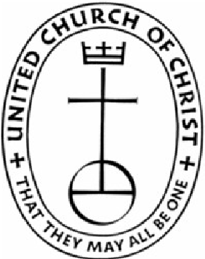 UNITED CHURCH OF CHRIST
THAT THEY MAY ALL BE ONE